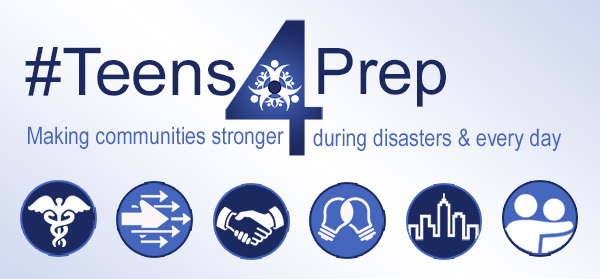 #Teens4Prep
Making communities stronger during disasters & every day